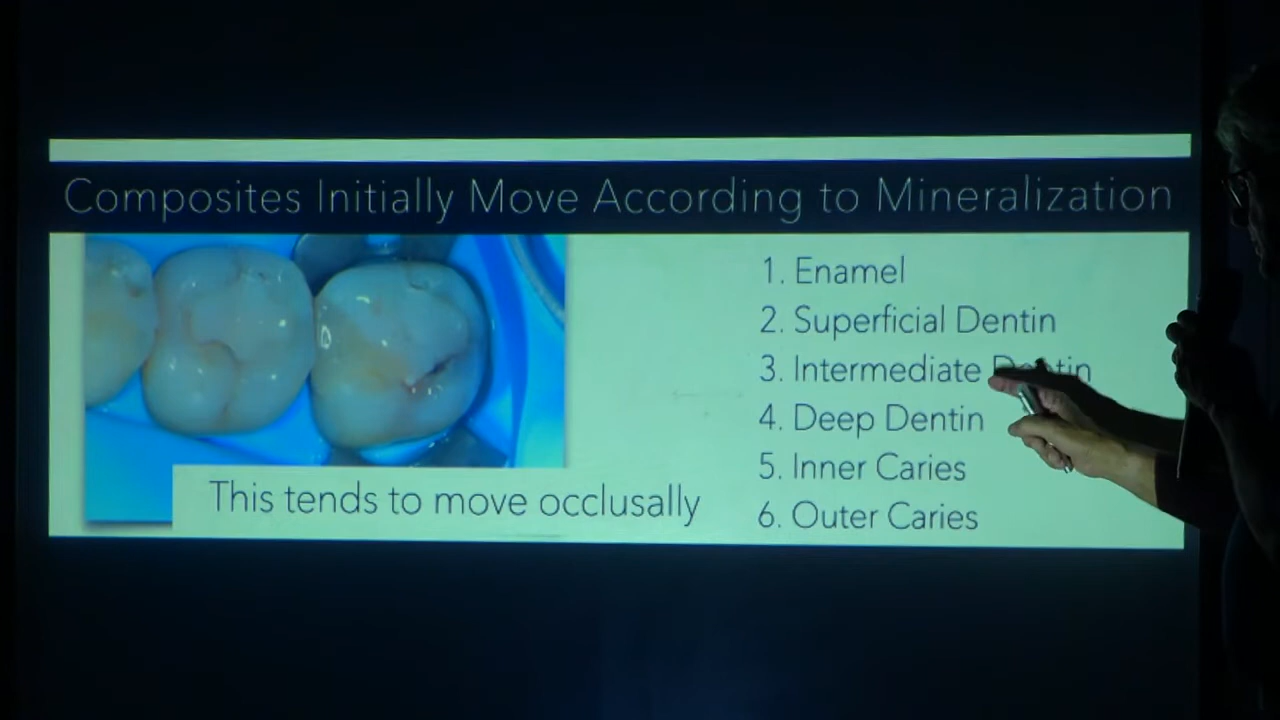 Composites Initially Move According to Mineralization
1. Enamel
2. Superficial Dentin
3. Intermediate Dentin
4. Deep Dentin
5. Inner Caries
6. Outer Caries
This tends to move occlusally